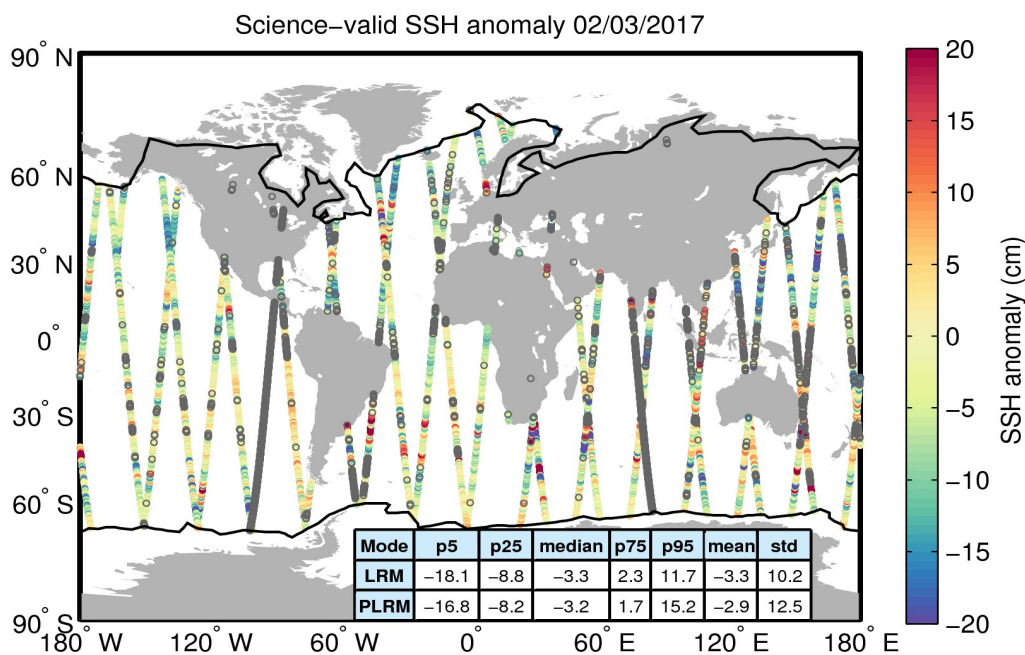 Science−valid SSH anomaly 02/03/2017
90° N
60° N
30° N
0°
30° S
60° S
90° S
180° W
120° W
60° W
0°
60° E
120° E
180° E
Mode p5 p25 median p75 p95 mean std
LRM −18.1 −8.8 −3.3 2.3 11.7 −3.3 10.2
PLRM −16.8 −8.2 −3.2 1.7 15.2 −2.9 12.5
20
15
10
5
0
−5
−10
−15
−20
SSH anomaly (cm)